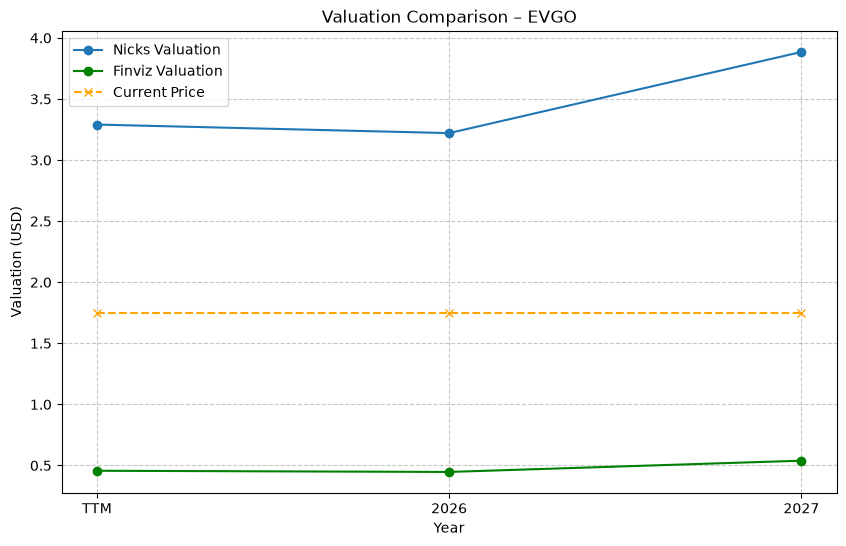 Valuation Comparison – EVGO
Nicks Valuation
Finviz Valuation
Current Price
Valuation (USD)
4.0
3.5
3.0
2.5
2.0
1.5
1.0
0.5
TTM
2026
2027
Year